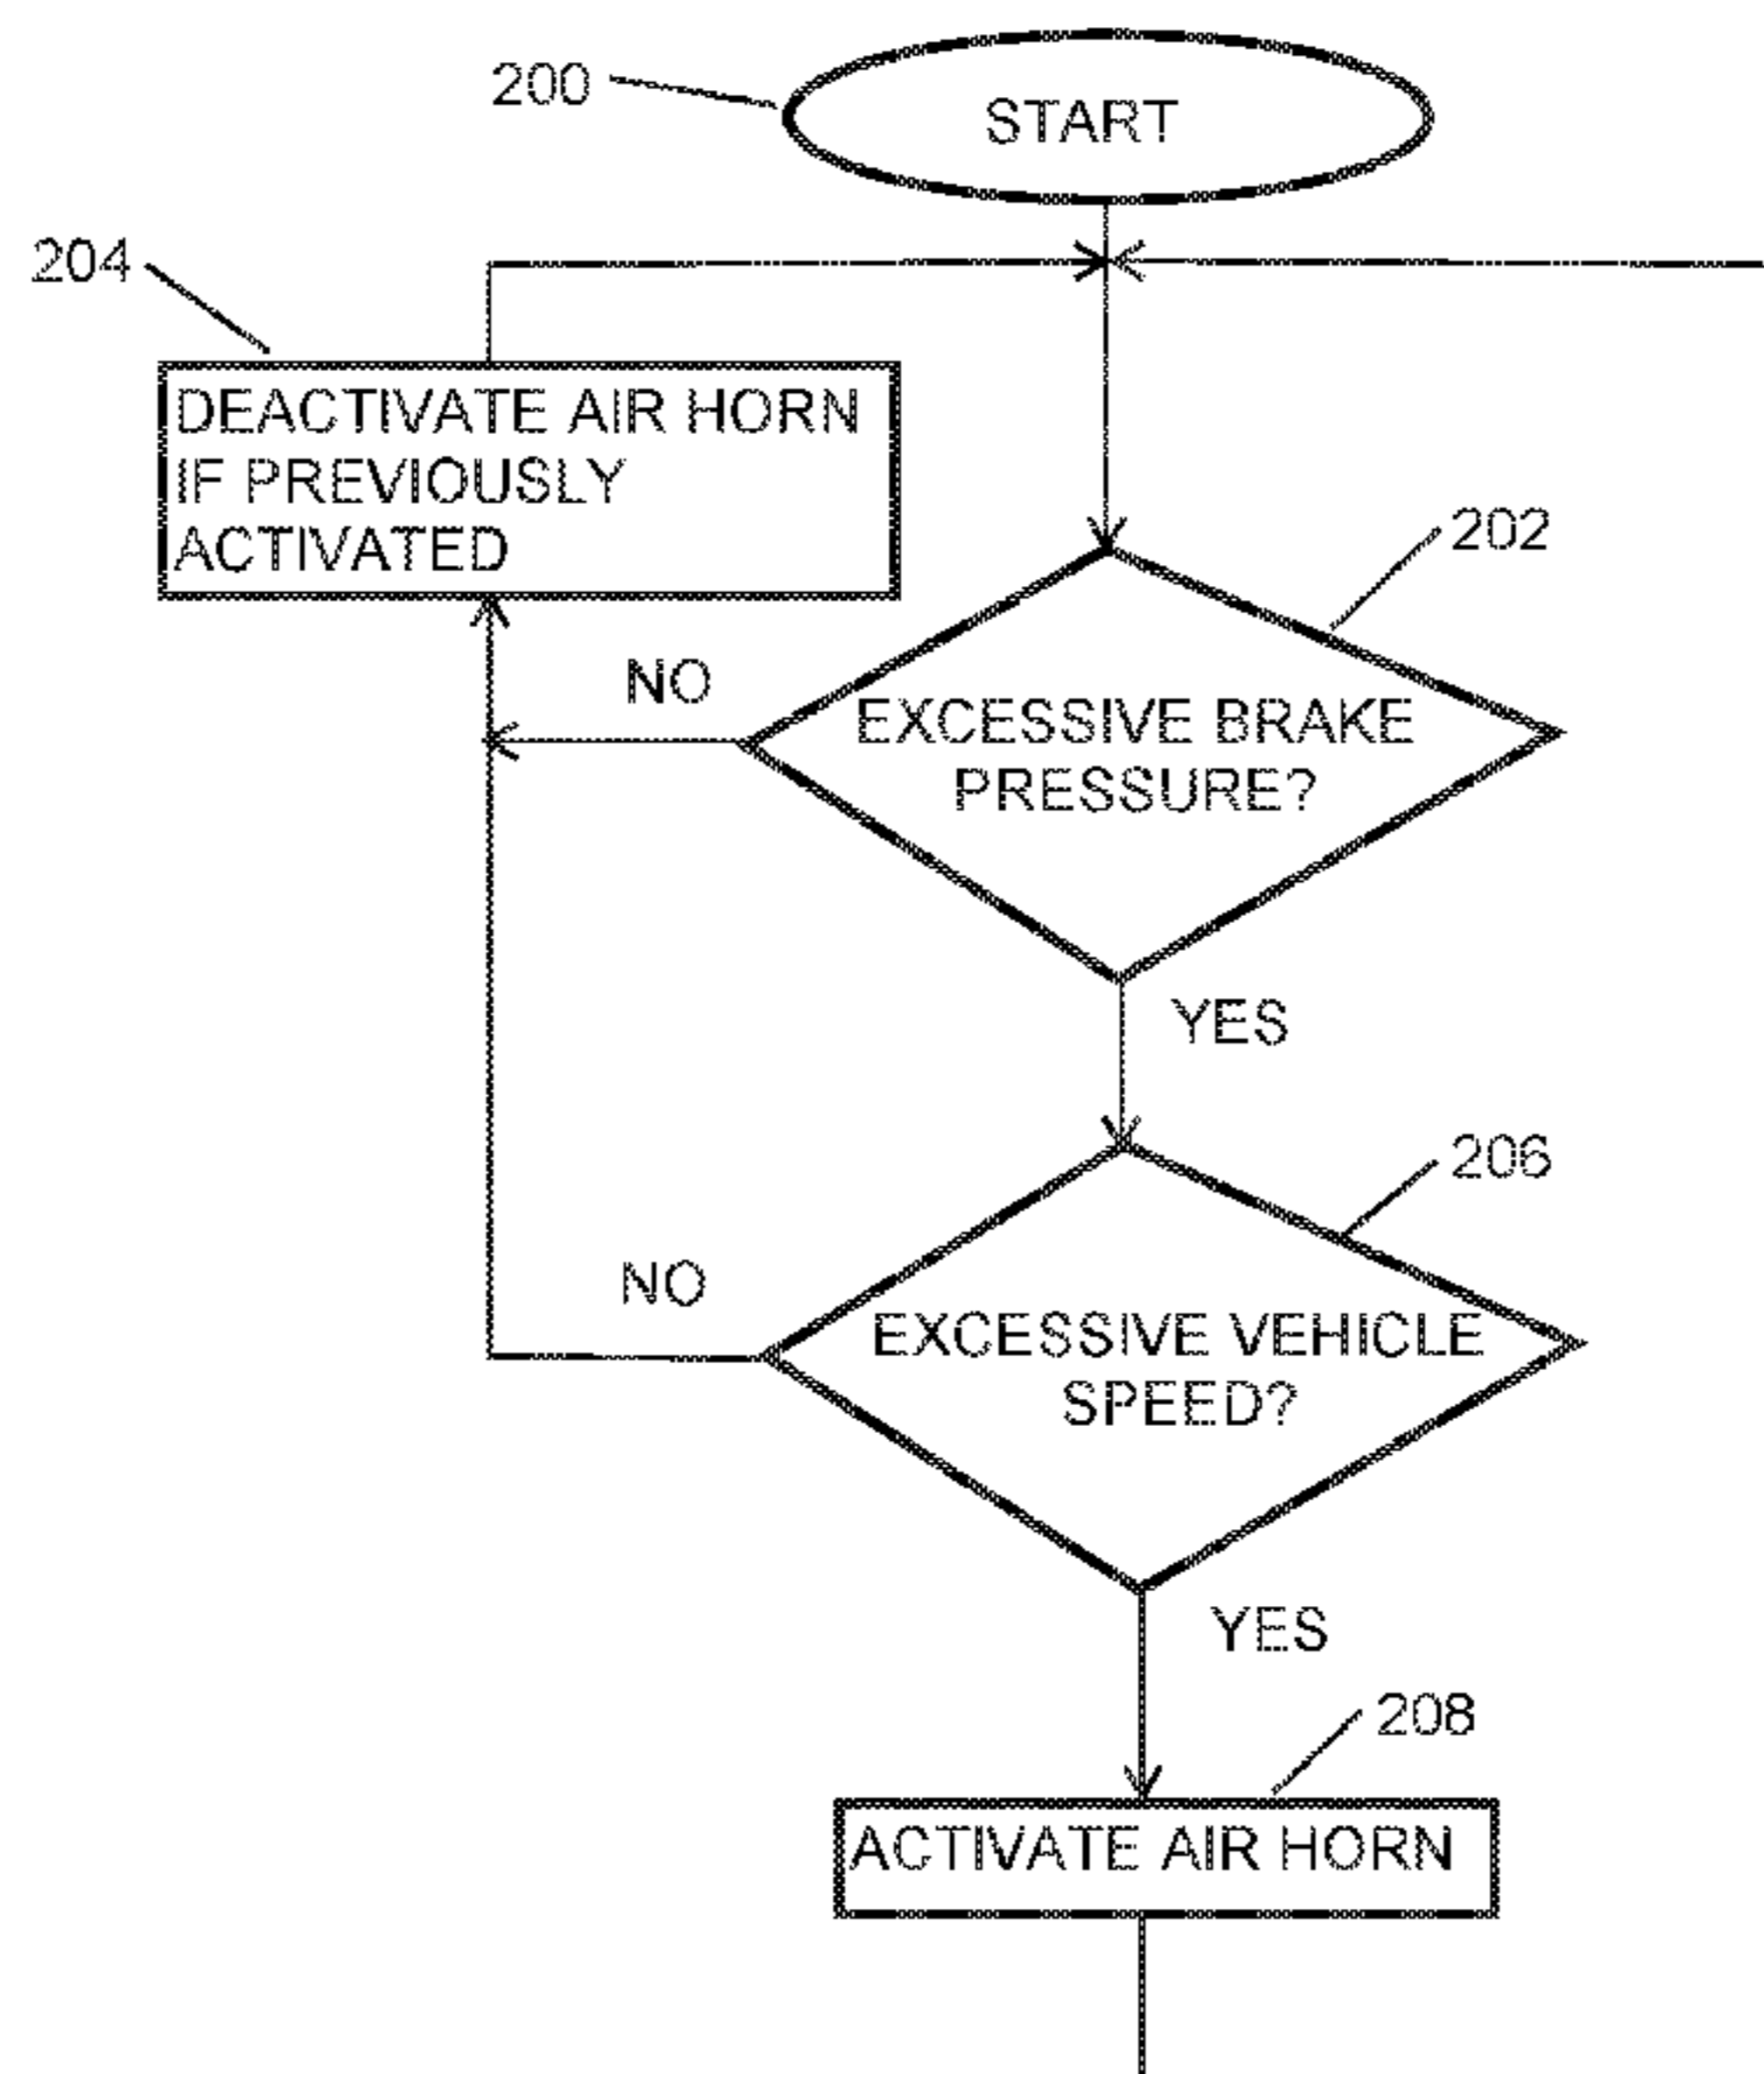 200
START
204
DEACTIVATE AIR HORN
IF PREVIOUSLY
ACTIVATED
202
NO
EXCESSIVE BRAKE
PRESSURE?
YES
206
NO
EXCESSIVE VEHICLE
SPEED?
YES
208
ACTIVATE AIR HORN